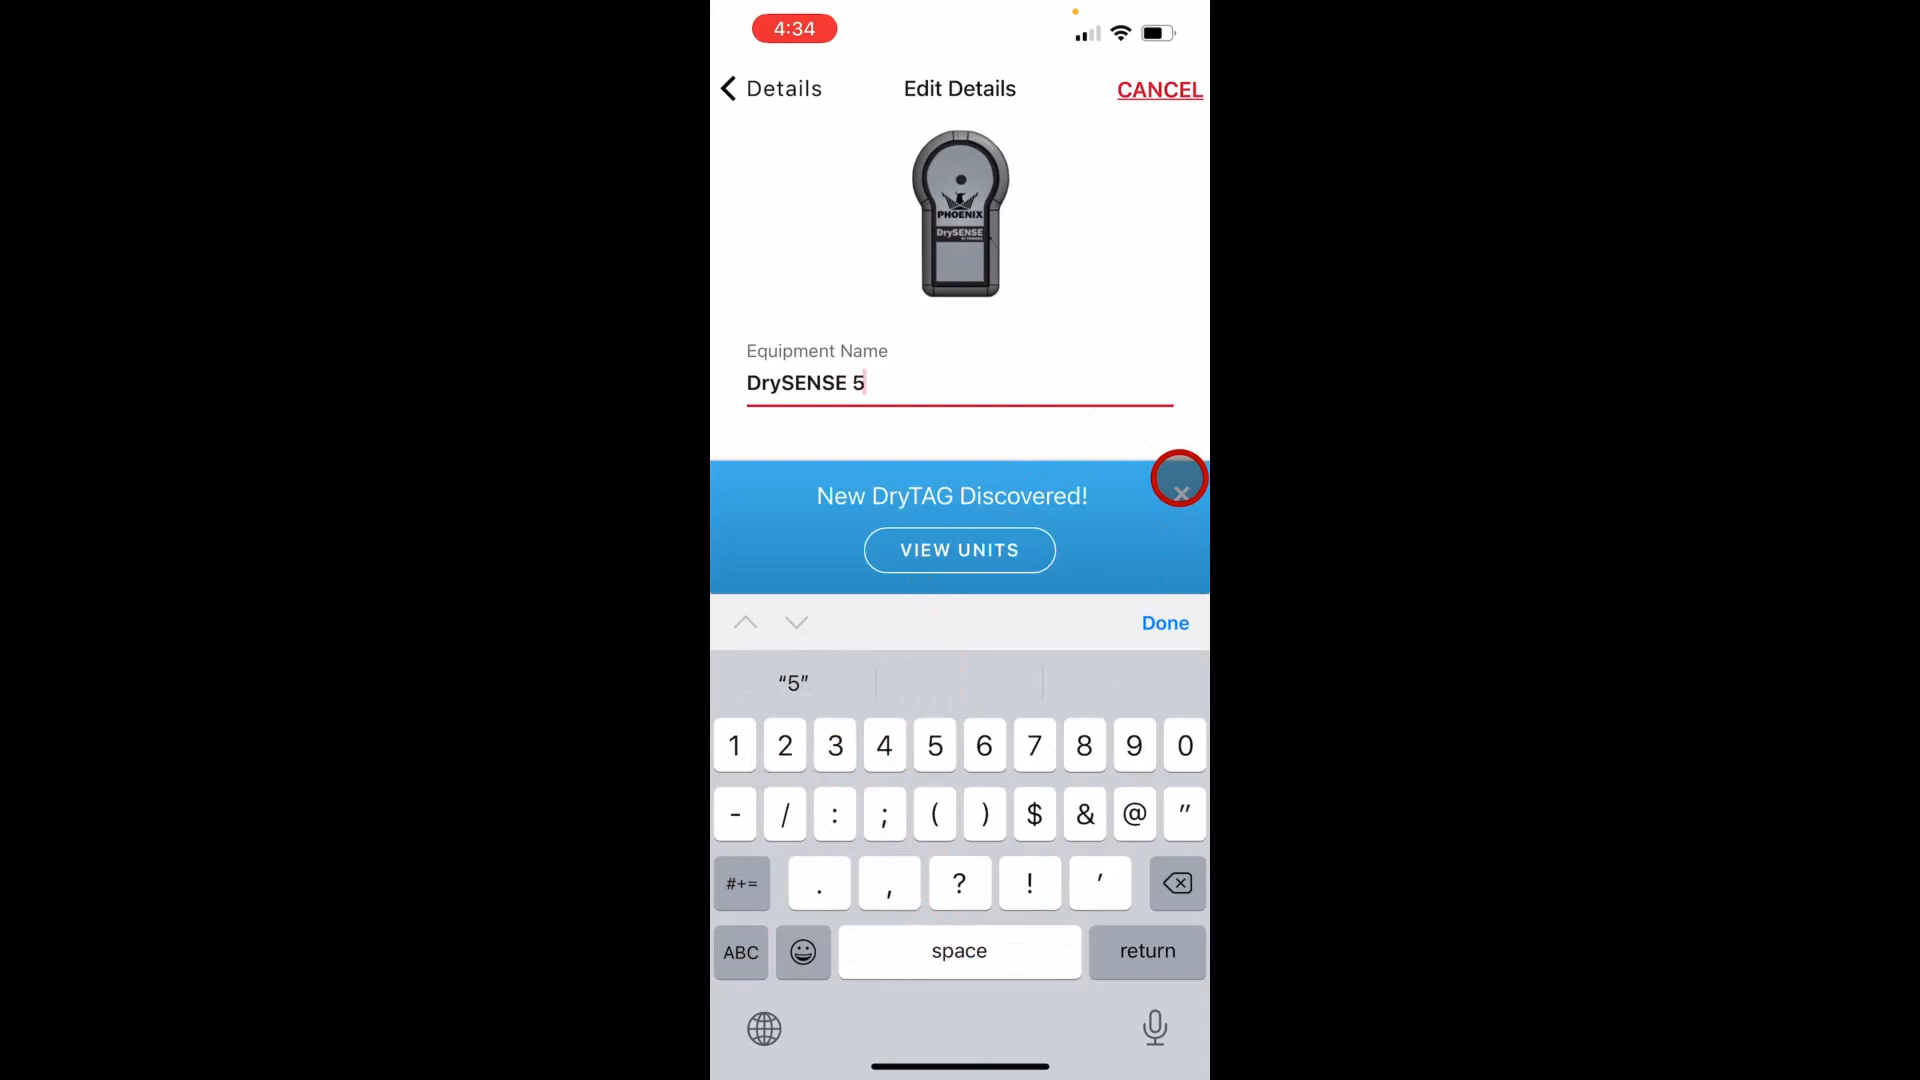 4:34
Details
Edit Details
CANCEL
PHOENIX
DrySENSE
Equipment Name
DrySENSE 5
New DryTAG Discovered!
VIEW UNITS
Done
“5”
1 2 3 4 5 6 7 8 9 0
- / : ; ( ) $ & @ "
#+= . , ? ! '
ABC space return